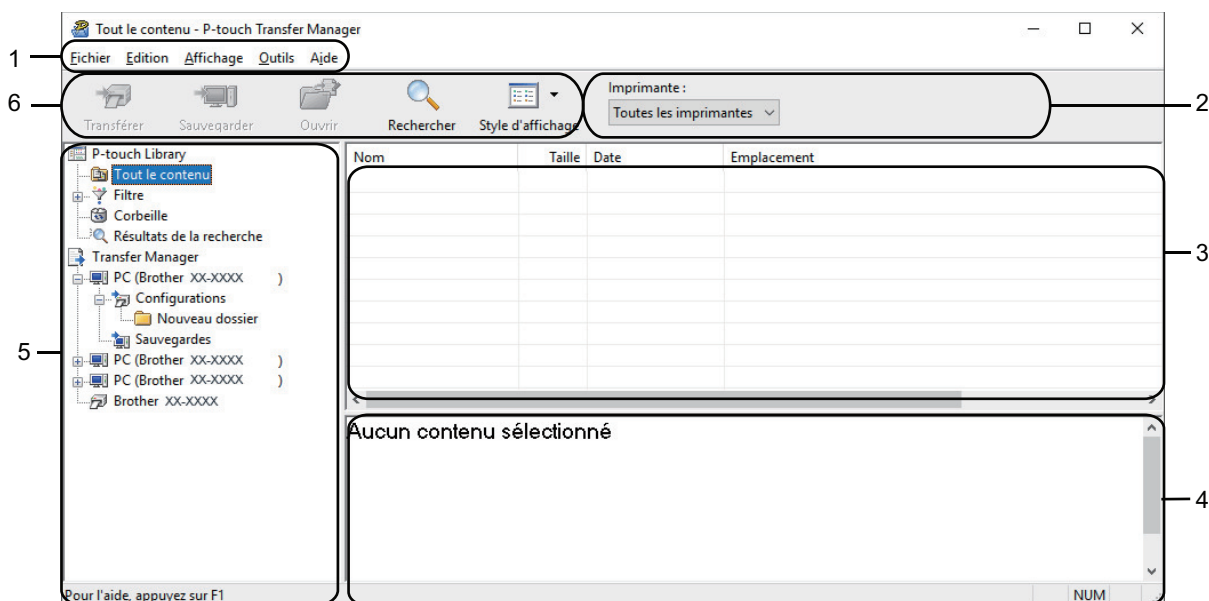 Tout le contenu - P-touch Transfer Manager
1
Fichier Edition Affichage Outils Aide
6
Transférer Sauvegarder Ouvrir Rechercher Style d'affichage
Imprimante :
Toutes les imprimantes
2
P-touch Library
Tout le contenu
Filtre
Corbeille
Résultats de la recherche
Transfer Manager
PC (Brother XX-XXXX )
Configurations
Nouveau dossier
Sauvegardes
PC (Brother XX-XXXX )
PC (Brother XX-XXXX )
Brother XX-XXXX
5
Nom Taille Date Emplacement
3
Aucun contenu sélectionné
4
Pour l'aide, appuyez sur F1
NUM